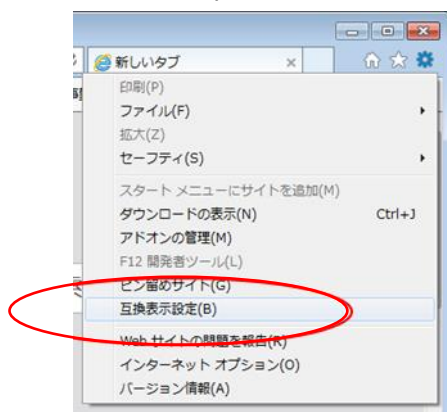 新しいタブ
印刷(P)
ファイル(F)
拡大(Z)
セーフティ(S)
スタート メニューにサイトを追加(M)
ダウンロードの表示(N) Ctrl+J
アドオンの管理(M)
F12 開発者ツール(L)
ピン留めサイト(G)
互換表示設定(B)
Web サイトの問題を報告(R)
インターネット オプション(O)
バージョン情報(A)